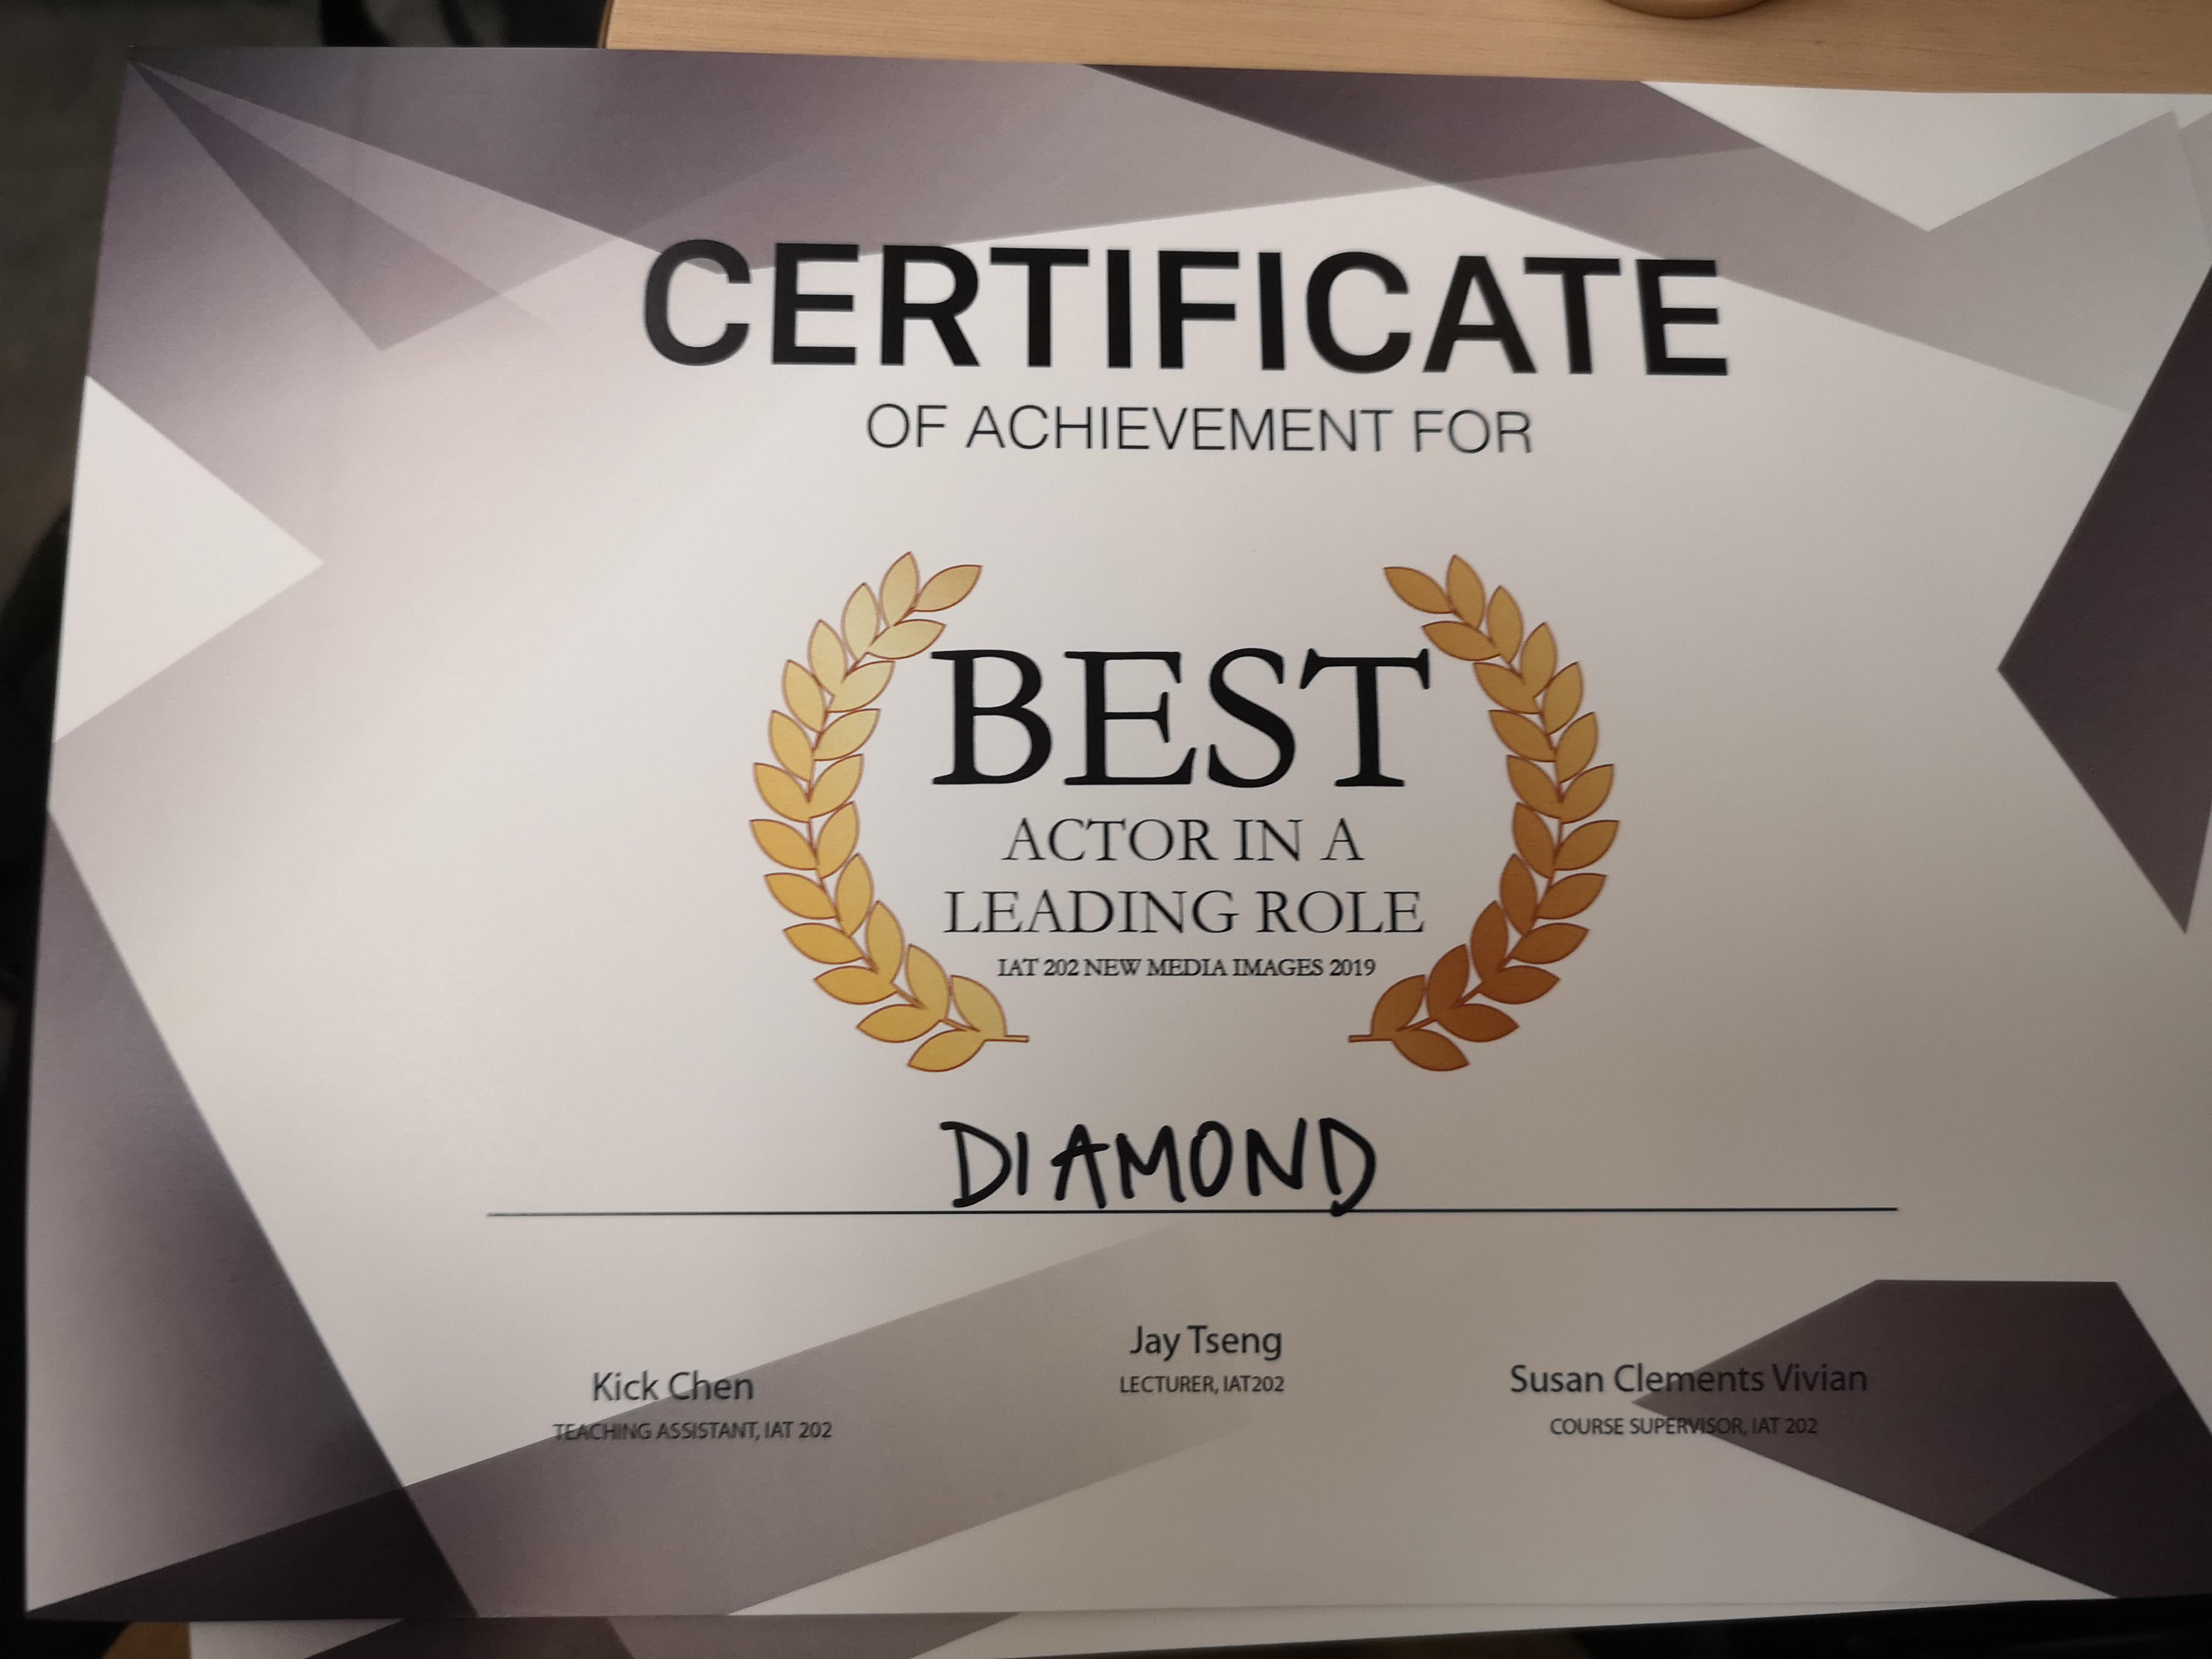 CERTIFICATE
OF ACHIEVEMENT FOR
BEST
ACTOR IN A
LEADING ROLE
IAT 202 NEW MEDIA IMAGES 2019
DIAMOND
Kick Chen
TEACHING ASSISTANT, IAT 202
Jay Tseng
LECTURER, IAT202
Susan Clements Vivian
COURSE SUPERVISOR, IAT 202